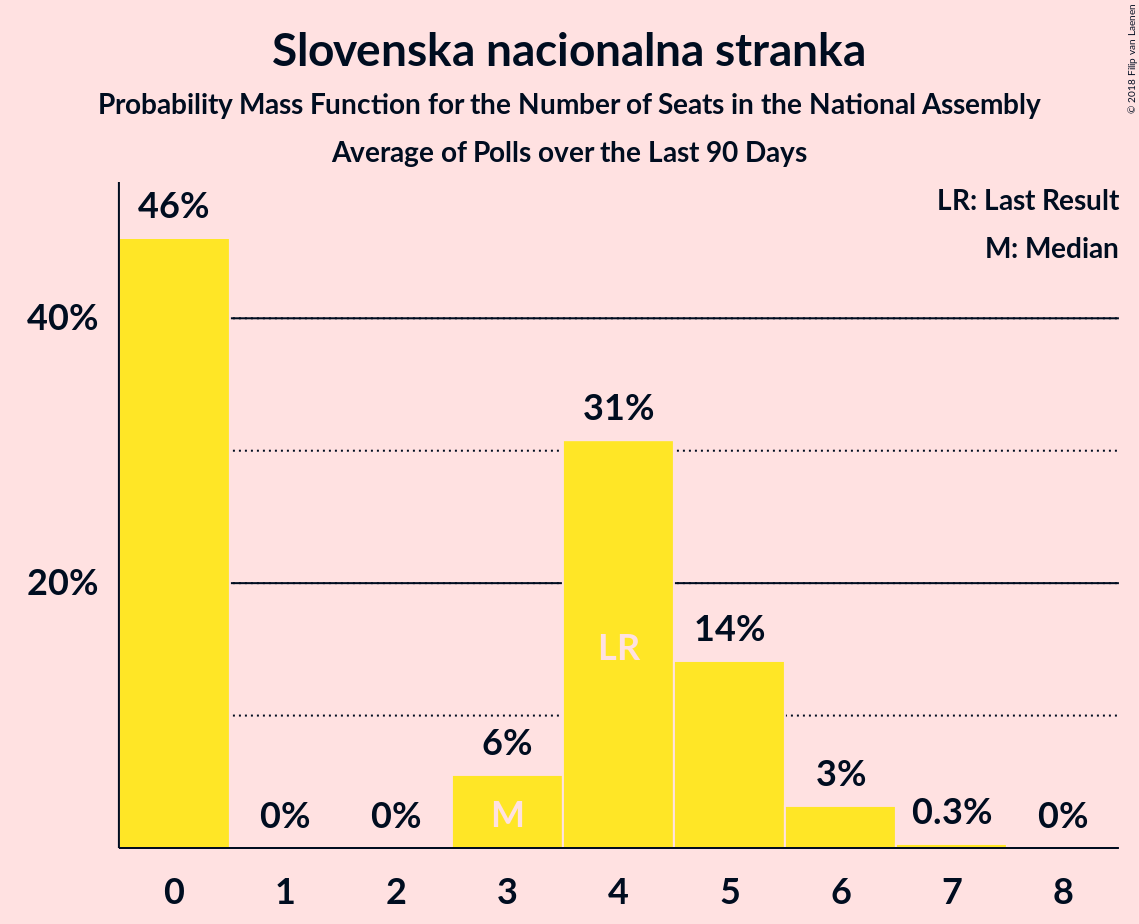 Slovenska nacionalna stranka
Probability Mass Function for the Number of Seats in the National Assembly
Average of Polls over the Last 90 Days
© 2018 Filip van Laenen
LR: Last Result
M: Median
46%
40%
31%
20%
14%
LR
6%
3%
0.3%
0%
0%
0%
M
0 1 2 3 4 5 6 7 8